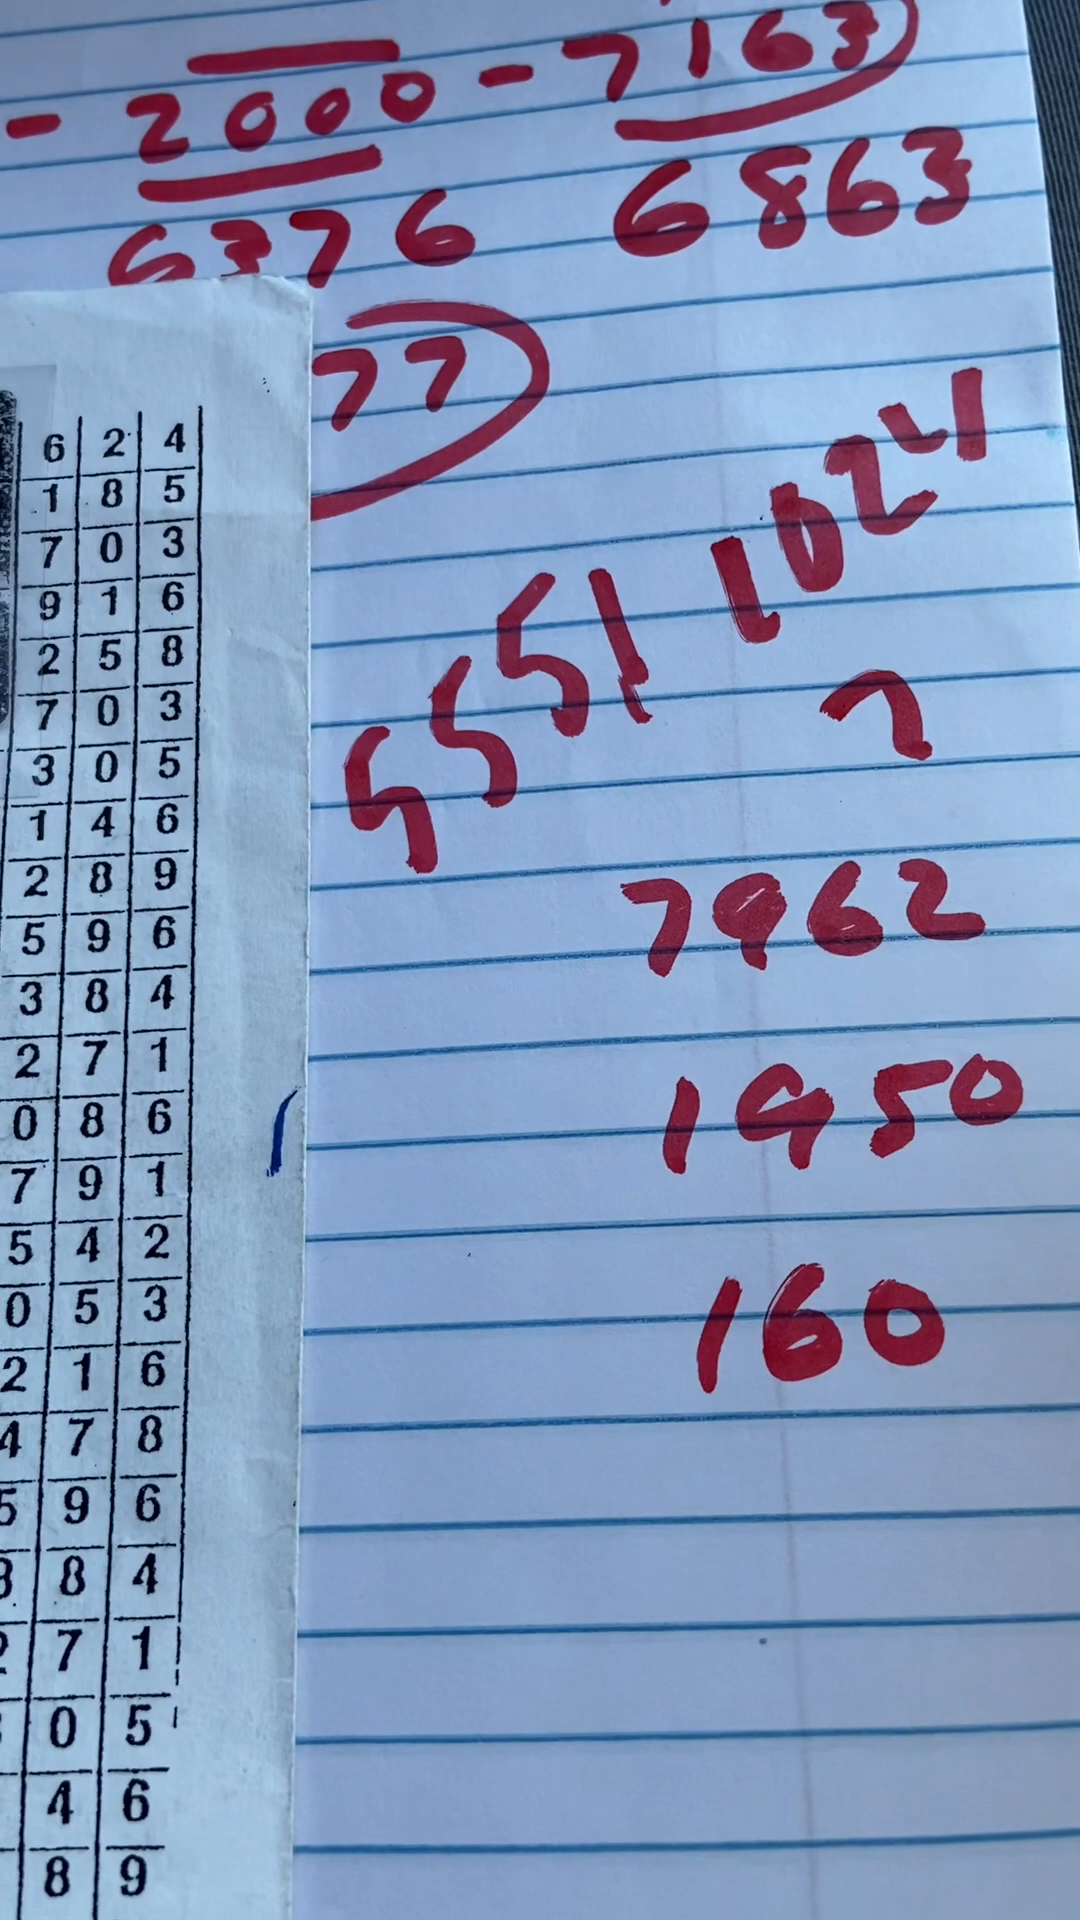 - 2000 - 7163
6376 6863
77
5551 1024
7
7962
1950
160
6 2 4
1 8 5
7 0 3
9 1 6
2 5 8
7 0 3
3 0 5
1 4 6
2 8 9
5 9 6
3 8 4
2 7 1
0 8 6
7 9 1
5 4 2
0 5 3
2 1 6
4 7 8
5 9 6
8 4
7 1
0 5
4 6
8 9